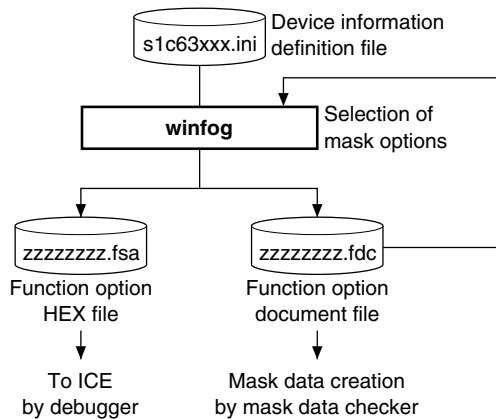 s1c63xxx.ini
Device information
definition file
winfog
Selection of
mask options
zzzzzzzz.fsa
zzzzzzzz.fdc
Function option
HEX file
Function option
document file
To ICE
by debugger
Mask data creation
by mask data checker